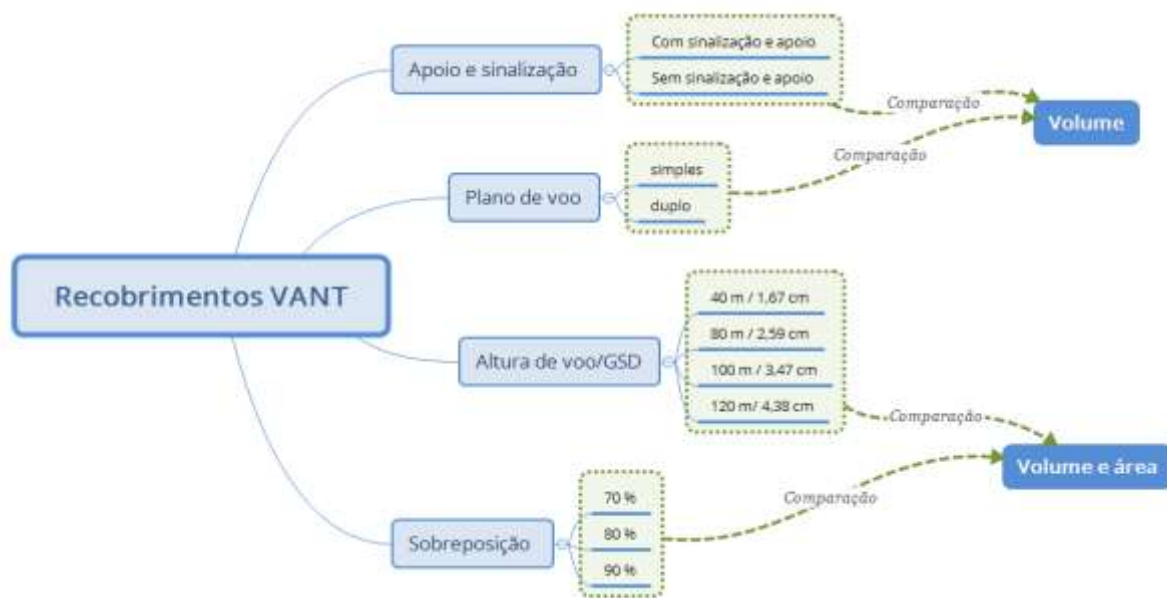 Recobrimentos VANT
Apoio e sinalização
Com sinalização e apoio
Sem sinalização e apoio
Comparação
Volume
Plano de voo
simples
duplo
Comparação
Altura de voo/GSD
40 m / 1,67 cm
80 m / 2,59 cm
100 m / 3,47 cm
120 m/ 4,38 cm
Comparação
Volume e área
Sobreposição
70 %
80 %
90 %
Comparação